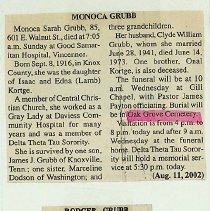 MONOCA GRUBB
Monoca Sarah Grubb, 85,
601 E. Walnut St., died at 7:05
a.m. Sunday at Good Samar-
itan Hospital, Vincennes.
Born Sept. 8, 1916, in Knox
County, she was the daughter
of Isaac and Edna (Lamb)
Kortge.
A member of Central Chris-
tian Church, she worked as a
Gray Lady at Daviess Com-
munity Hospital for many
years and was a member of
Delta Theta Tau Sorority.
She is survived by one son,
James J. Grubb of Knoxville,
Tenn.; one sister, Marceline
Dodson of Washington; and
three grandchildren.
Her husband, Clyde William
Grubb, whom she married
June 28, 1941, died June 14,
1973. One brother, Onal
Kortge, is also deceased.
The funeral will be at 10
a.m. Wednesday at Gill
Chapel, with Pastor James
Payton officiating. Burial will
be in Oak Grove Cemetery.
Visitation is from 4 p.m. to
8 p.m. today and after 9 a.m.
Wednesday at the funeral
home. Delta Theta Tau Soror-
ity will hold a memorial ser-
vice at 5:30 p.m. today.
(Aug. 11, 2002)